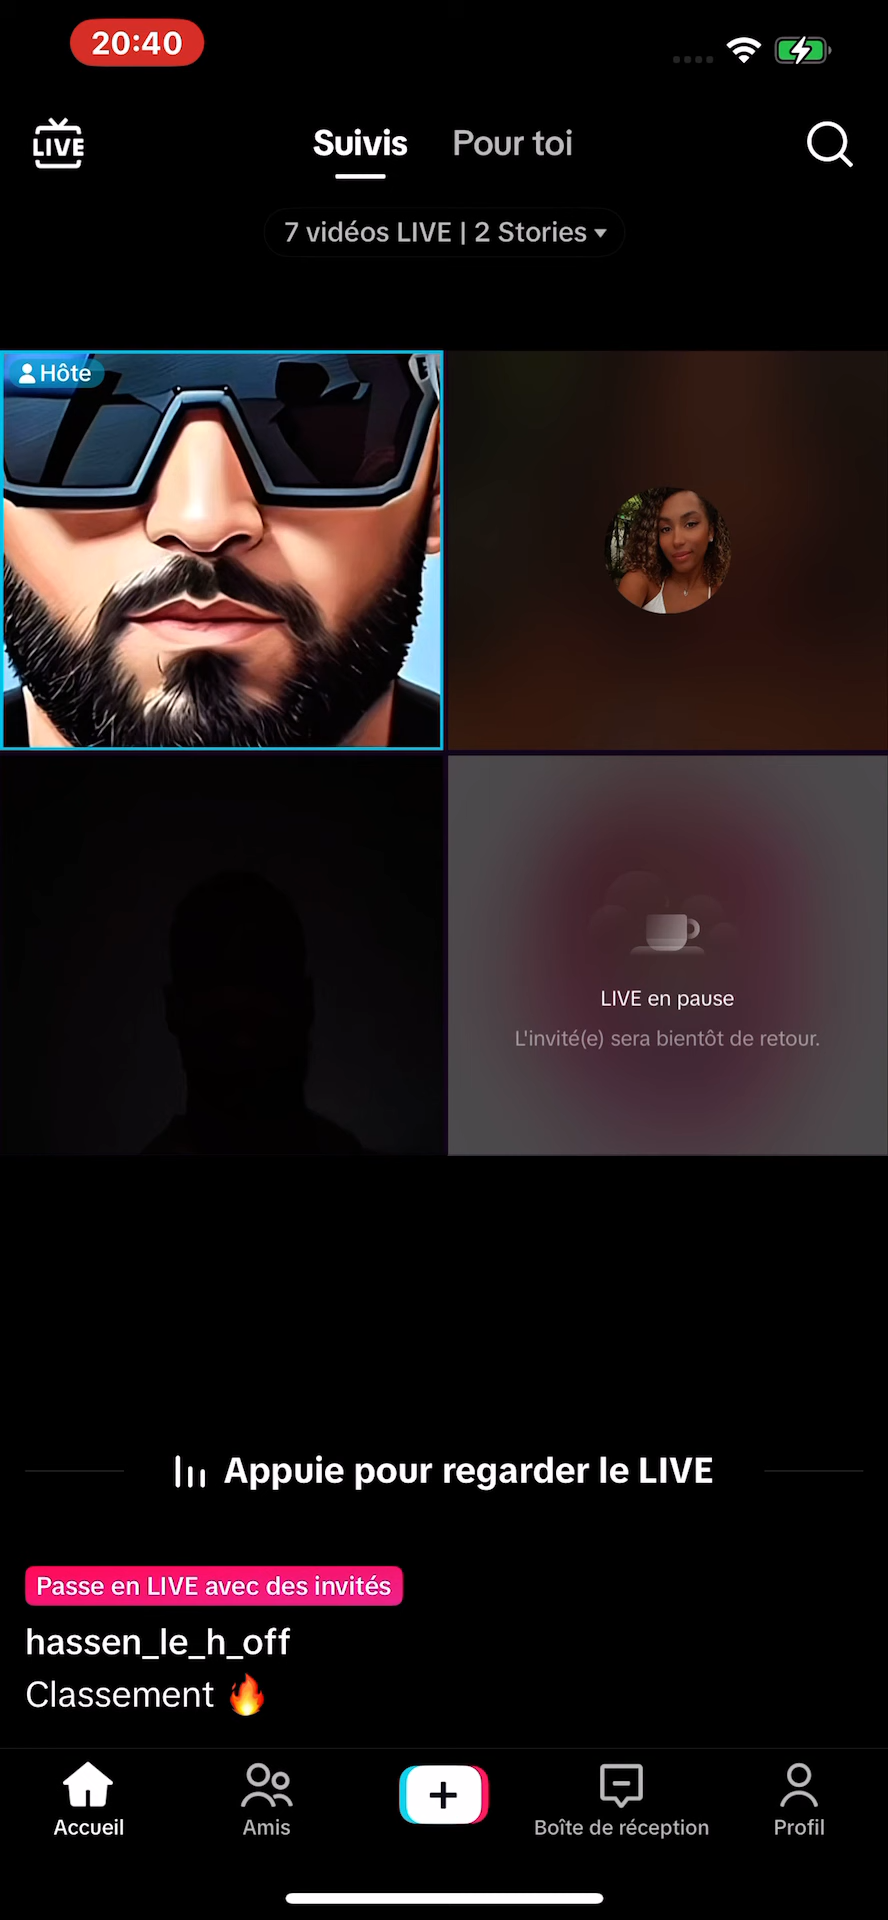 20:40
LIVE
Suivis
Pour toi
7 vidéos LIVE | 2 Stories
Hôte
LIVE en pause
L'invité(e) sera bientôt de retour.
Appuie pour regarder le LIVE
Passe en LIVE avec des invités
hassen_le_h_off
Classement 🔥
Accueil
Amis
Boîte de réception
Profil